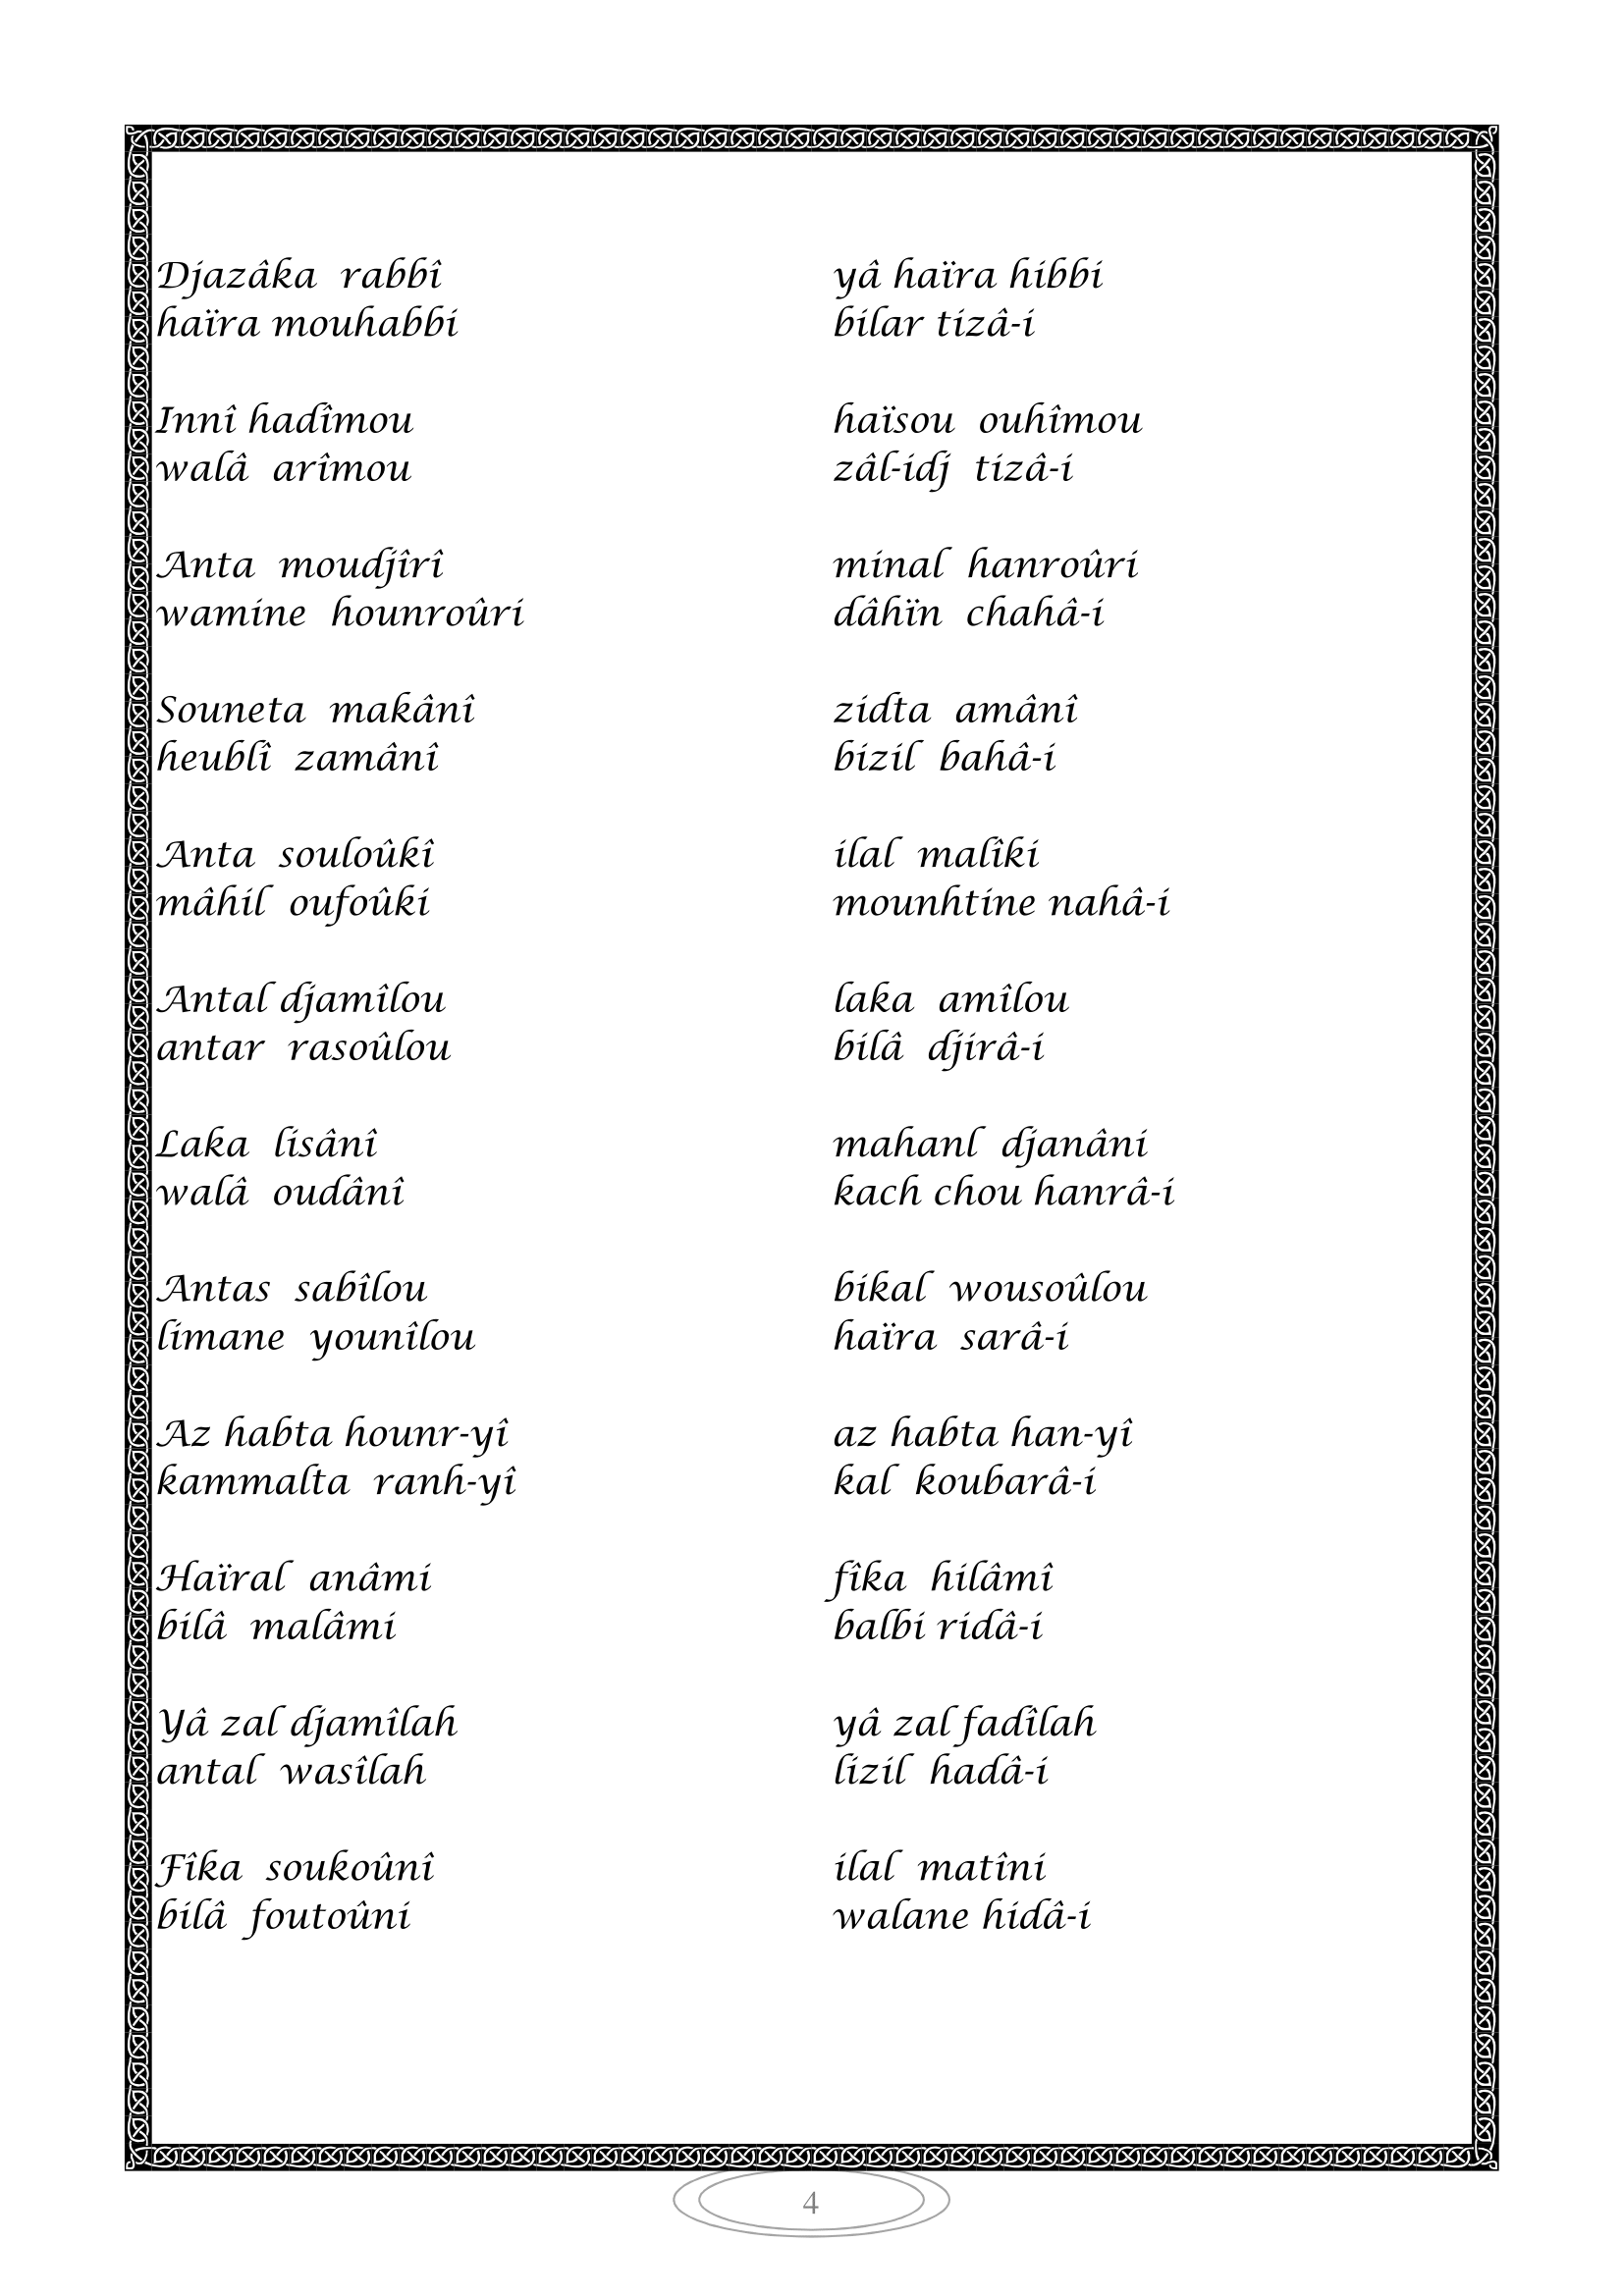 Djazâka rabbî yâ haïra hibbi
haïra mouhabbi bilar tizâ-i
Innî hadîmou haïsou ouhîmou
walâ arîmou zâl-idj tizâ-i
Anta moudjîrî minal hanroûri
wamine hounroûri dâhïn chahâ-i
Souneta makânî zidta amânî
heublî zamânî bizil bahâ-i
Anta souloûkî ilal malîki
mâhil oufoûki mounhtine nahâ-i
Antal djamîlou laka amîlou
antar rasoûlou bilâ djirâ-i
Laka lisânî mahanl djanâni
walâ oudânî kach chou hanrâ-i
Antas sabîlou bikal wousoûlou
limane younîlou haïra sarâ-i
Az habta hounr-yî az habta han-yî
kammalta ranh-yî kal koubarâ-i
Haïral anâmi fîka hilâmî
bilâ malâmi balbi ridâ-i
Yâ zal djamîlah yâ zal fadîlah
antal wasîlah lizil hadâ-i
Fîka soukoûnî ilal matîni
bilâ foutoûni walane hidâ-i
4